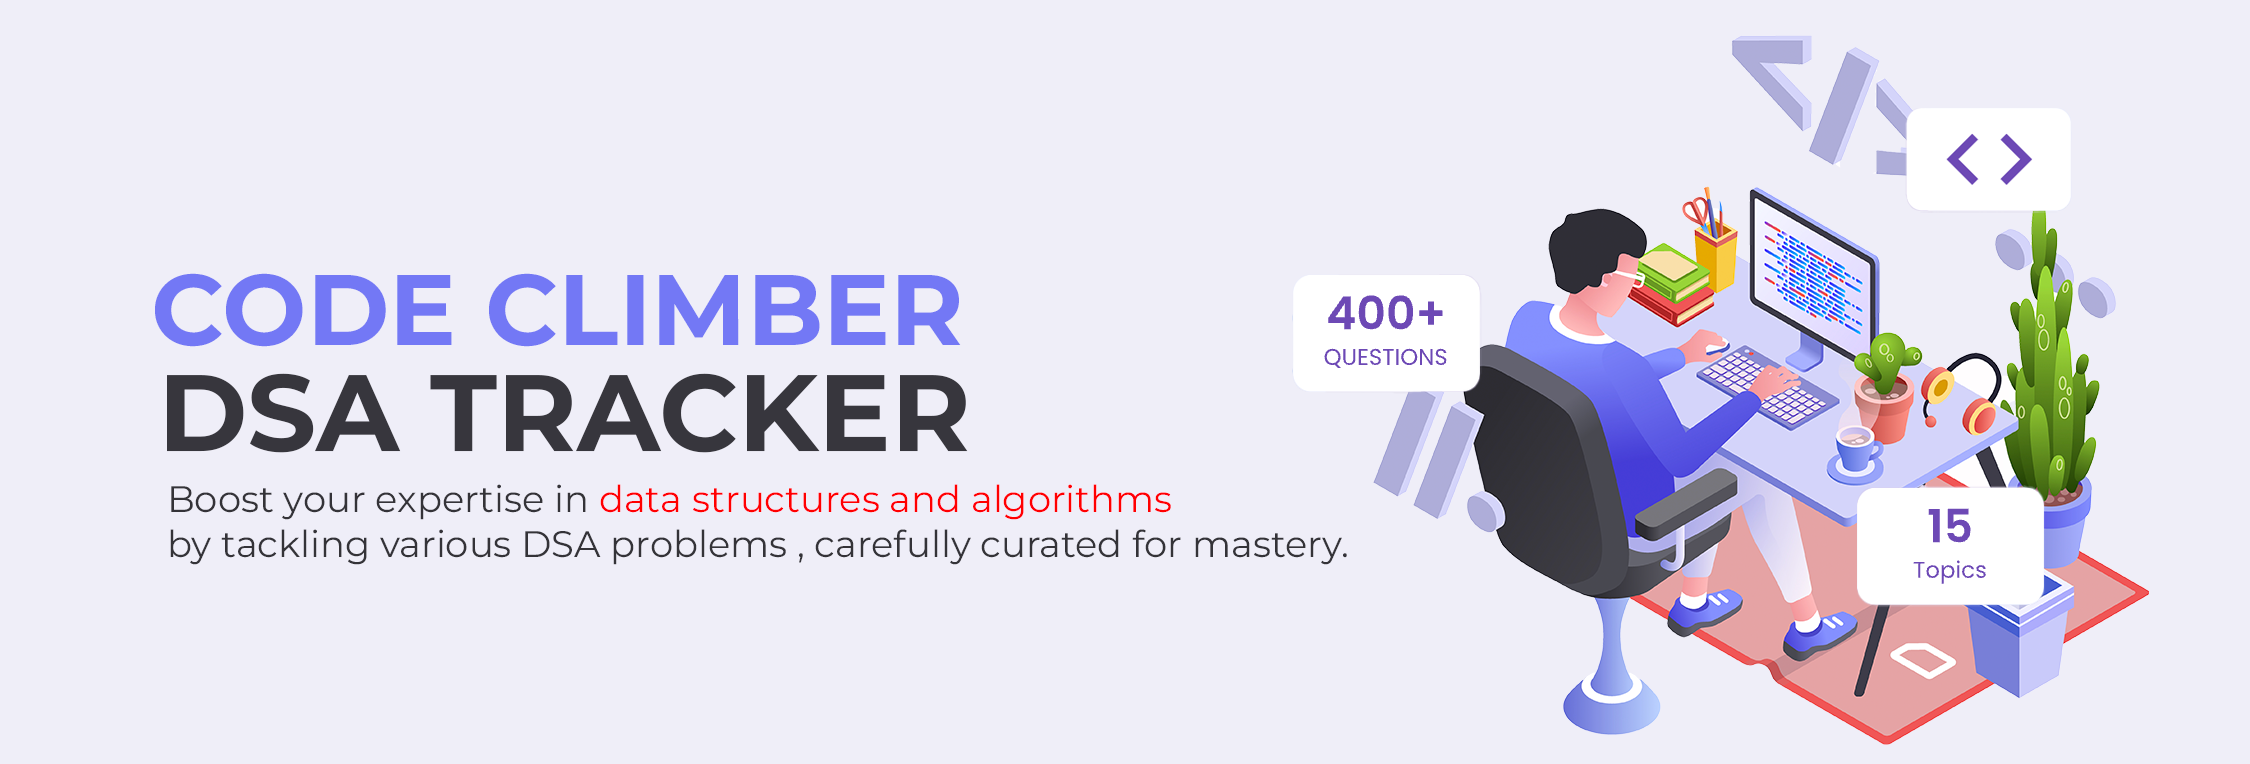 CODE CLIMBER
DSA TRACKER
Boost your expertise in data structures and algorithms
by tackling various DSA problems , carefully curated for mastery.
400+
QUESTIONS
< >
15
Topics